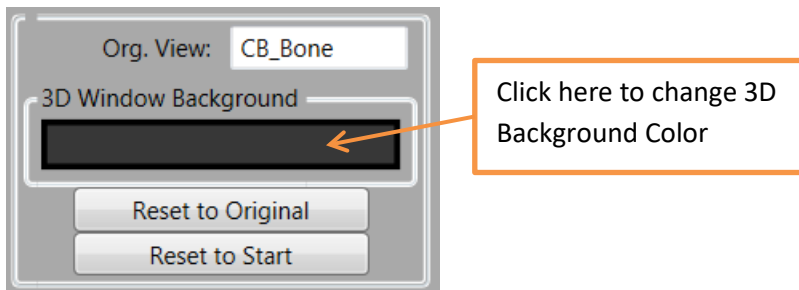 Org. View: CB_Bone
3D Window Background
Click here to change 3D
Background Color
Reset to Original
Reset to Start